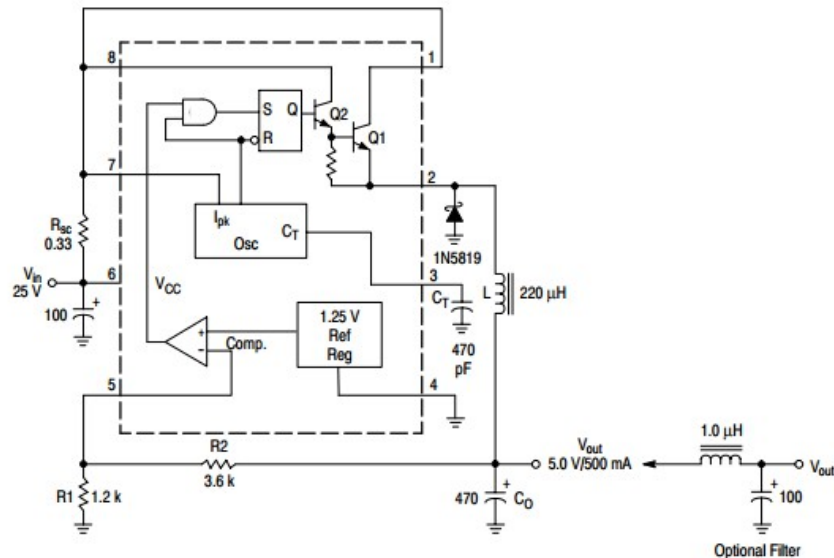 8
1
S
Q
Q2
R
Q1
7
2
Ipk
CT
Osc
Rsc
0.33
1N5819
Vin
25 V
6
3
VCC
CT
L
220 µH
100
+
+
−
Comp.
1.25 V
Ref
Reg
470
pF
5
4
R2
3.6 k
Vout
5.0 V/500 mA
1.0 µH
Vout
R1
1.2 k
470
+
CO
+
100
Optional Filter